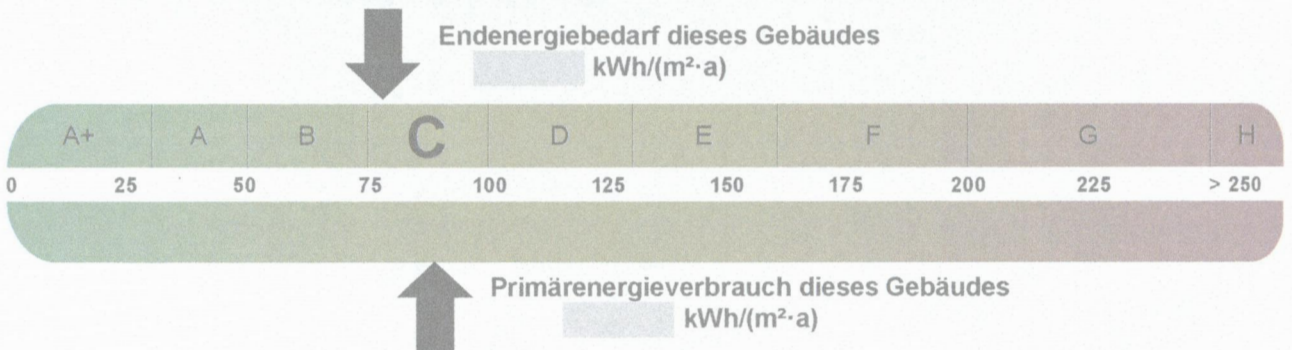 Endenergiebedarf dieses Gebäudes
kWh/(m²·a)
A+ A B C D E F G H
0 25 50 75 100 125 150 175 200 225 > 250
Primärenergieverbrauch dieses Gebäudes
kWh/(m²·a)